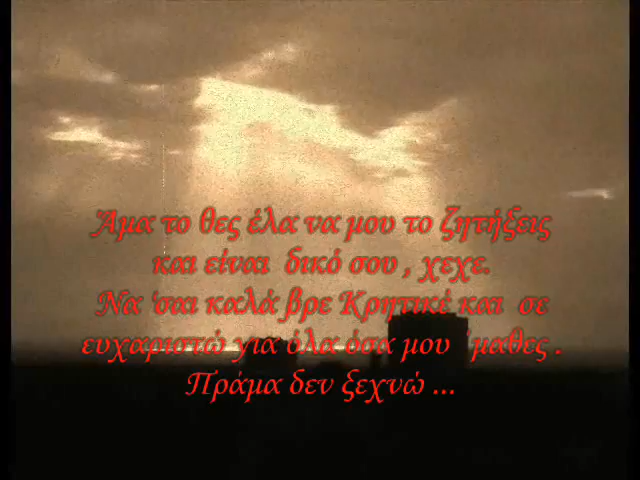 Άμα το θες έλα να μου το ζητήξεις
και είναι δικό σου , χεχε.
Να 'σαι καλά βρε Κρητικέ και σε
ευχαριστώ για όλα όσα μου 'μαθες .
Πράμα δεν ξεχνώ ...